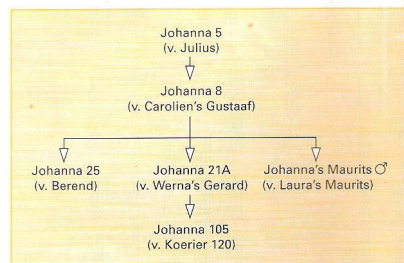 Johanna 5
(v. Julius)
Johanna 8
(v. Carolien's Gustaaf)
Johanna 25
(v. Berend)
Johanna 21A
(v. Werna's Gerard)
Johanna's Maurits ♂
(v. Laura's Maurits)
Johanna 105
(v. Koerier 120)